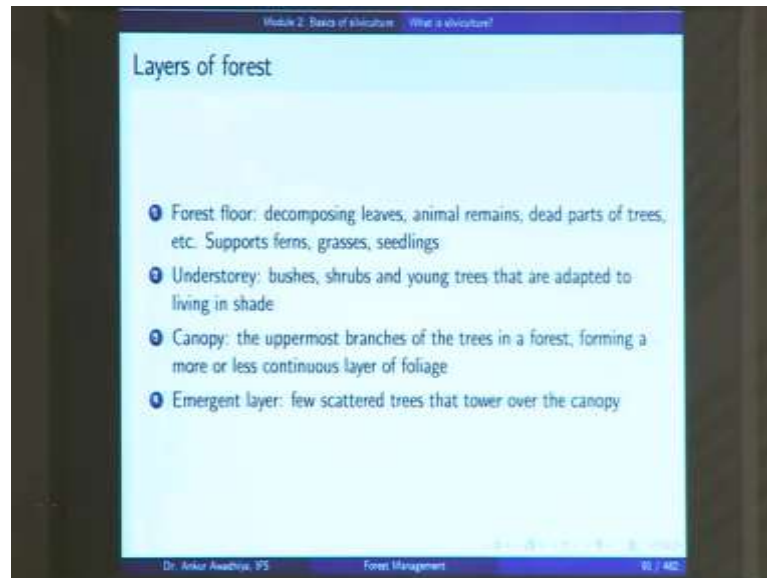 Module 2: Basics of silviculture What is silviculture?
Layers of forest
Forest floor: decomposing leaves, animal remains, dead parts of trees,
etc. Supports ferns, grasses, seedlings
Understorey: bushes, shrubs and young trees that are adapted to
living in shade
Canopy: the uppermost branches of the trees in a forest, forming a
more or less continuous layer of foliage
Emergent layer: few scattered trees that tower over the canopy
Dr. Ankur Awadhiya, IFS Forest Management / 482